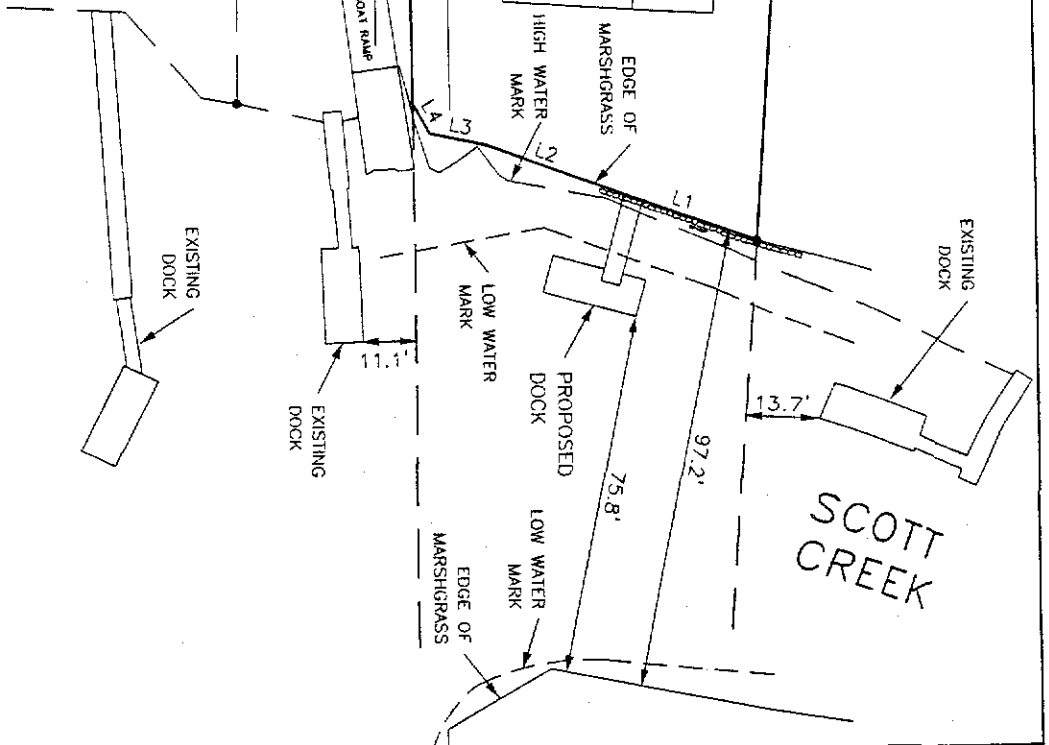 OAT RAMP
HIGH WATER
MARK
EDGE OF
MARSHGRASS
L4
L3
L2
L1
EXISTING
DOCK
EXISTING
DOCK
LOW WATER
MARK
11.1'
EXISTING
DOCK
PROPOSED
DOCK
13.7'
97.2'
75.8'
SCOTT
CREEK
LOW WATER
MARK
EDGE OF
MARSHGRASS